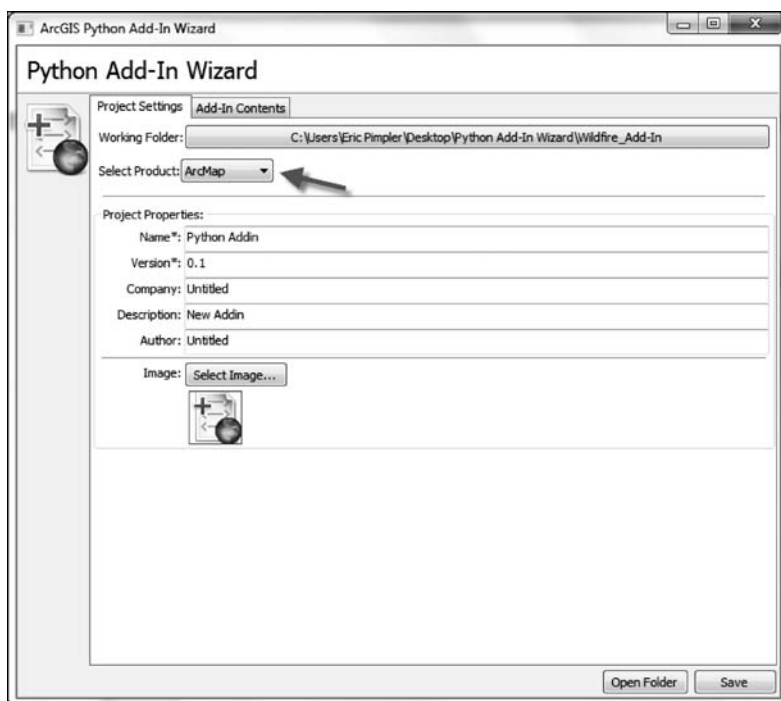 ArcGIS Python Add-In Wizard
Python Add-In Wizard
Project Settings
Add-In Contents
Working Folder: C:\Users\Eric Pimpler\Desktop\Python Add-In Wizard\Wildfire_Add-In
Select Product: ArcMap
Project Properties:
Name*: Python Addin
Version*: 0.1
Company: Untitled
Description: New Addin
Author: Untitled
Image: Select Image...
Open Folder
Save